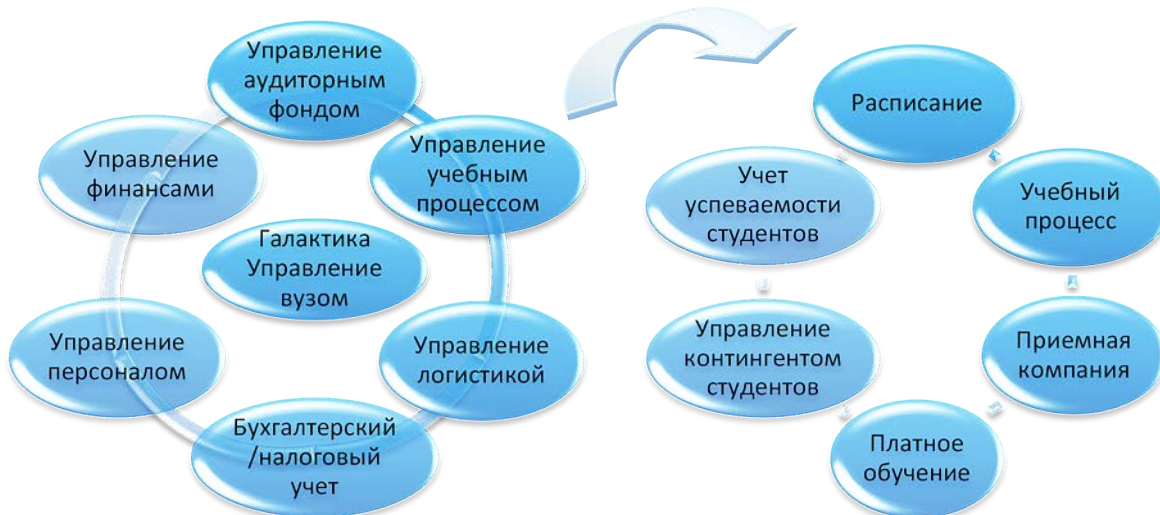 Управление
аудиторным
фондом
Управление
финансами
Управление
учебным
процессом
Галактика
Управление
вузом
Управление
персоналом
Управление
логистикой
Бухгалтерский
/налоговый
учет
Расписание
Учет
успеваемости
студентов
Учебный
процесс
Управление
контингентом
студентов
Приемная
компания
Платное
обучение